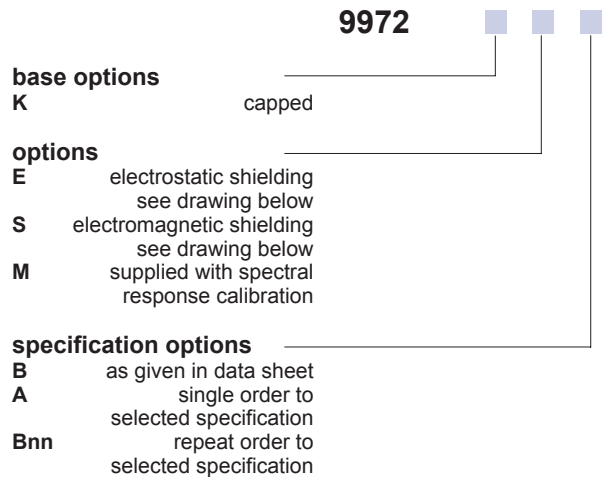 9972
base options
K capped
options
E electrostatic shielding
see drawing below
S electromagnetic shielding
see drawing below
M supplied with spectral
response calibration
specification options
B as given in data sheet
A single order to
selected specification
Bnn repeat order to
selected specification